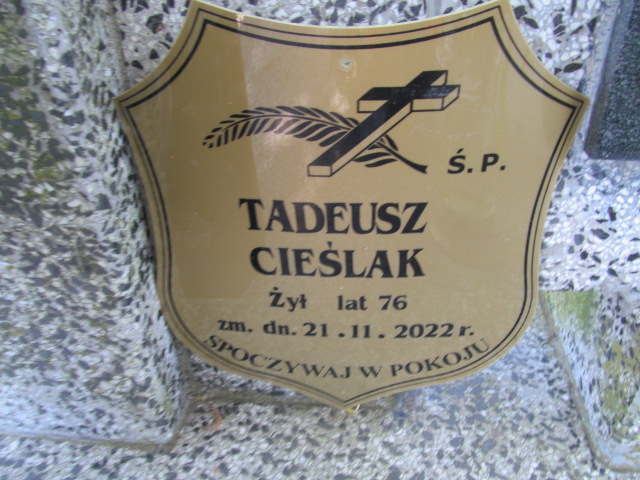 Ś.P.
TADEUSZ
CIEŚLAK
Żył lat 76
zm. dn. 21.11.2022 r.
SPOCZYWAJ W POKOJU